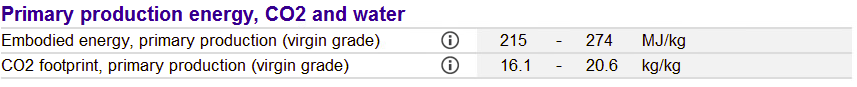 Primary production energy, CO2 and water
Embodied energy, primary production (virgin grade) 215 - 274 MJ/kg
CO2 footprint, primary production (virgin grade) 16.1 - 20.6 kg/kg